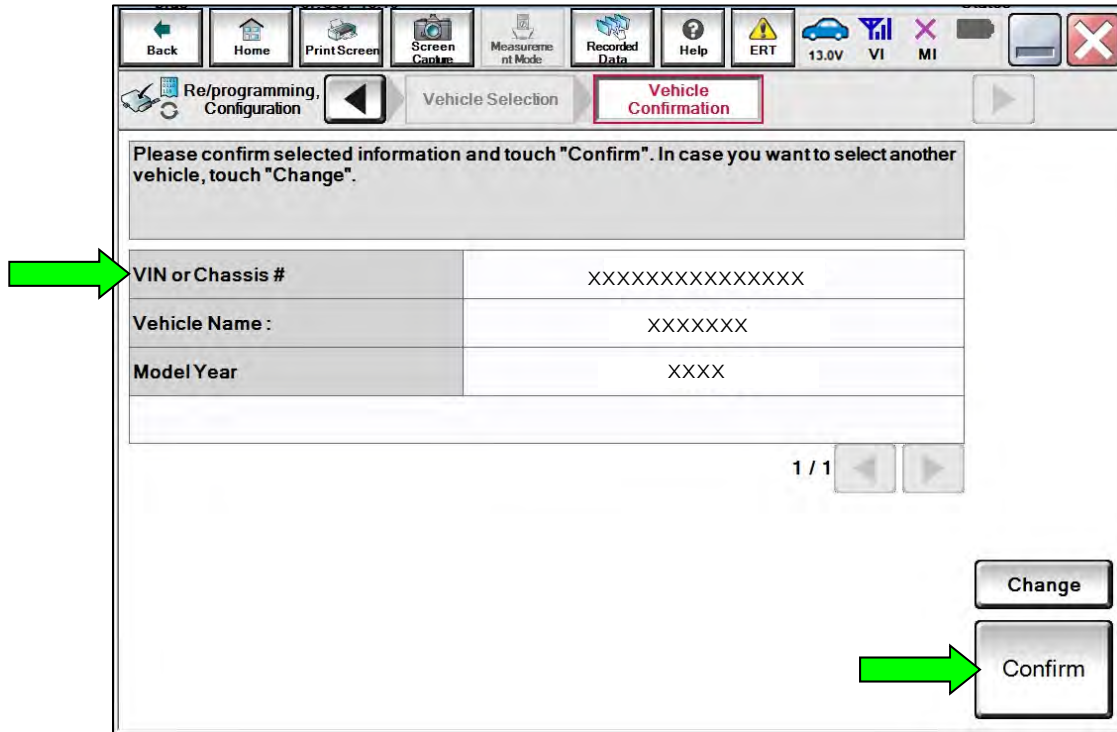 Back
Home
Print Screen
Screen
Capture
Measureme
nt Mode
Recorded
Data
Help
ERT
13.0V
VI
MI
Re/programming,
Configuration
Vehicle Selection
Vehicle
Confirmation
Please confirm selected information and touch "Confirm". In case you want to select another
vehicle, touch "Change".
VIN or Chassis # XXXXXXXXXXXXXXX
Vehicle Name : XXXXXXX
Model Year XXXX
1 / 1
Change
Confirm